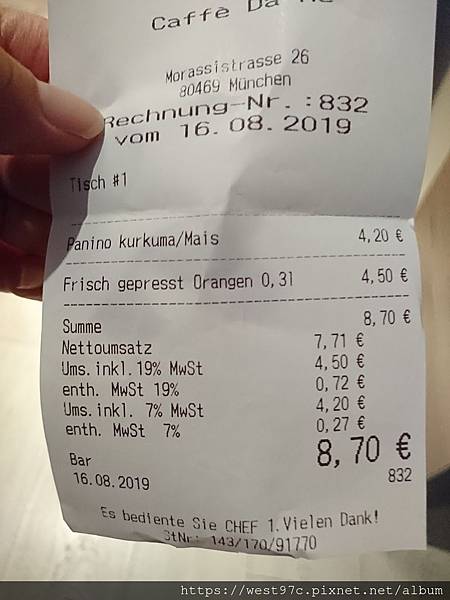 Caffè Da
Morassistrasse 26
80469 München
Rechnung-Nr.:832
vom 16.08.2019
Tisch #1
Panino kurkuma/Mais 4,20 €
Frisch gepresst Orangen 0,3l 4,50 €
Summe 8,70 €
Nettoumsatz 7,71 €
Ums.inkl.19% MwSt 4,50 €
enth. MwSt 19% 0,72 €
Ums.inkl. 7% MwSt 4,20 €
enth. MwSt 7% 0,27 €
8,70 €
Bar
832
16.08.2019
Es bediente Sie CHEF 1.Vielen Dank!
StNr: 143/170/91770
https://west97c.pixnet.net/album